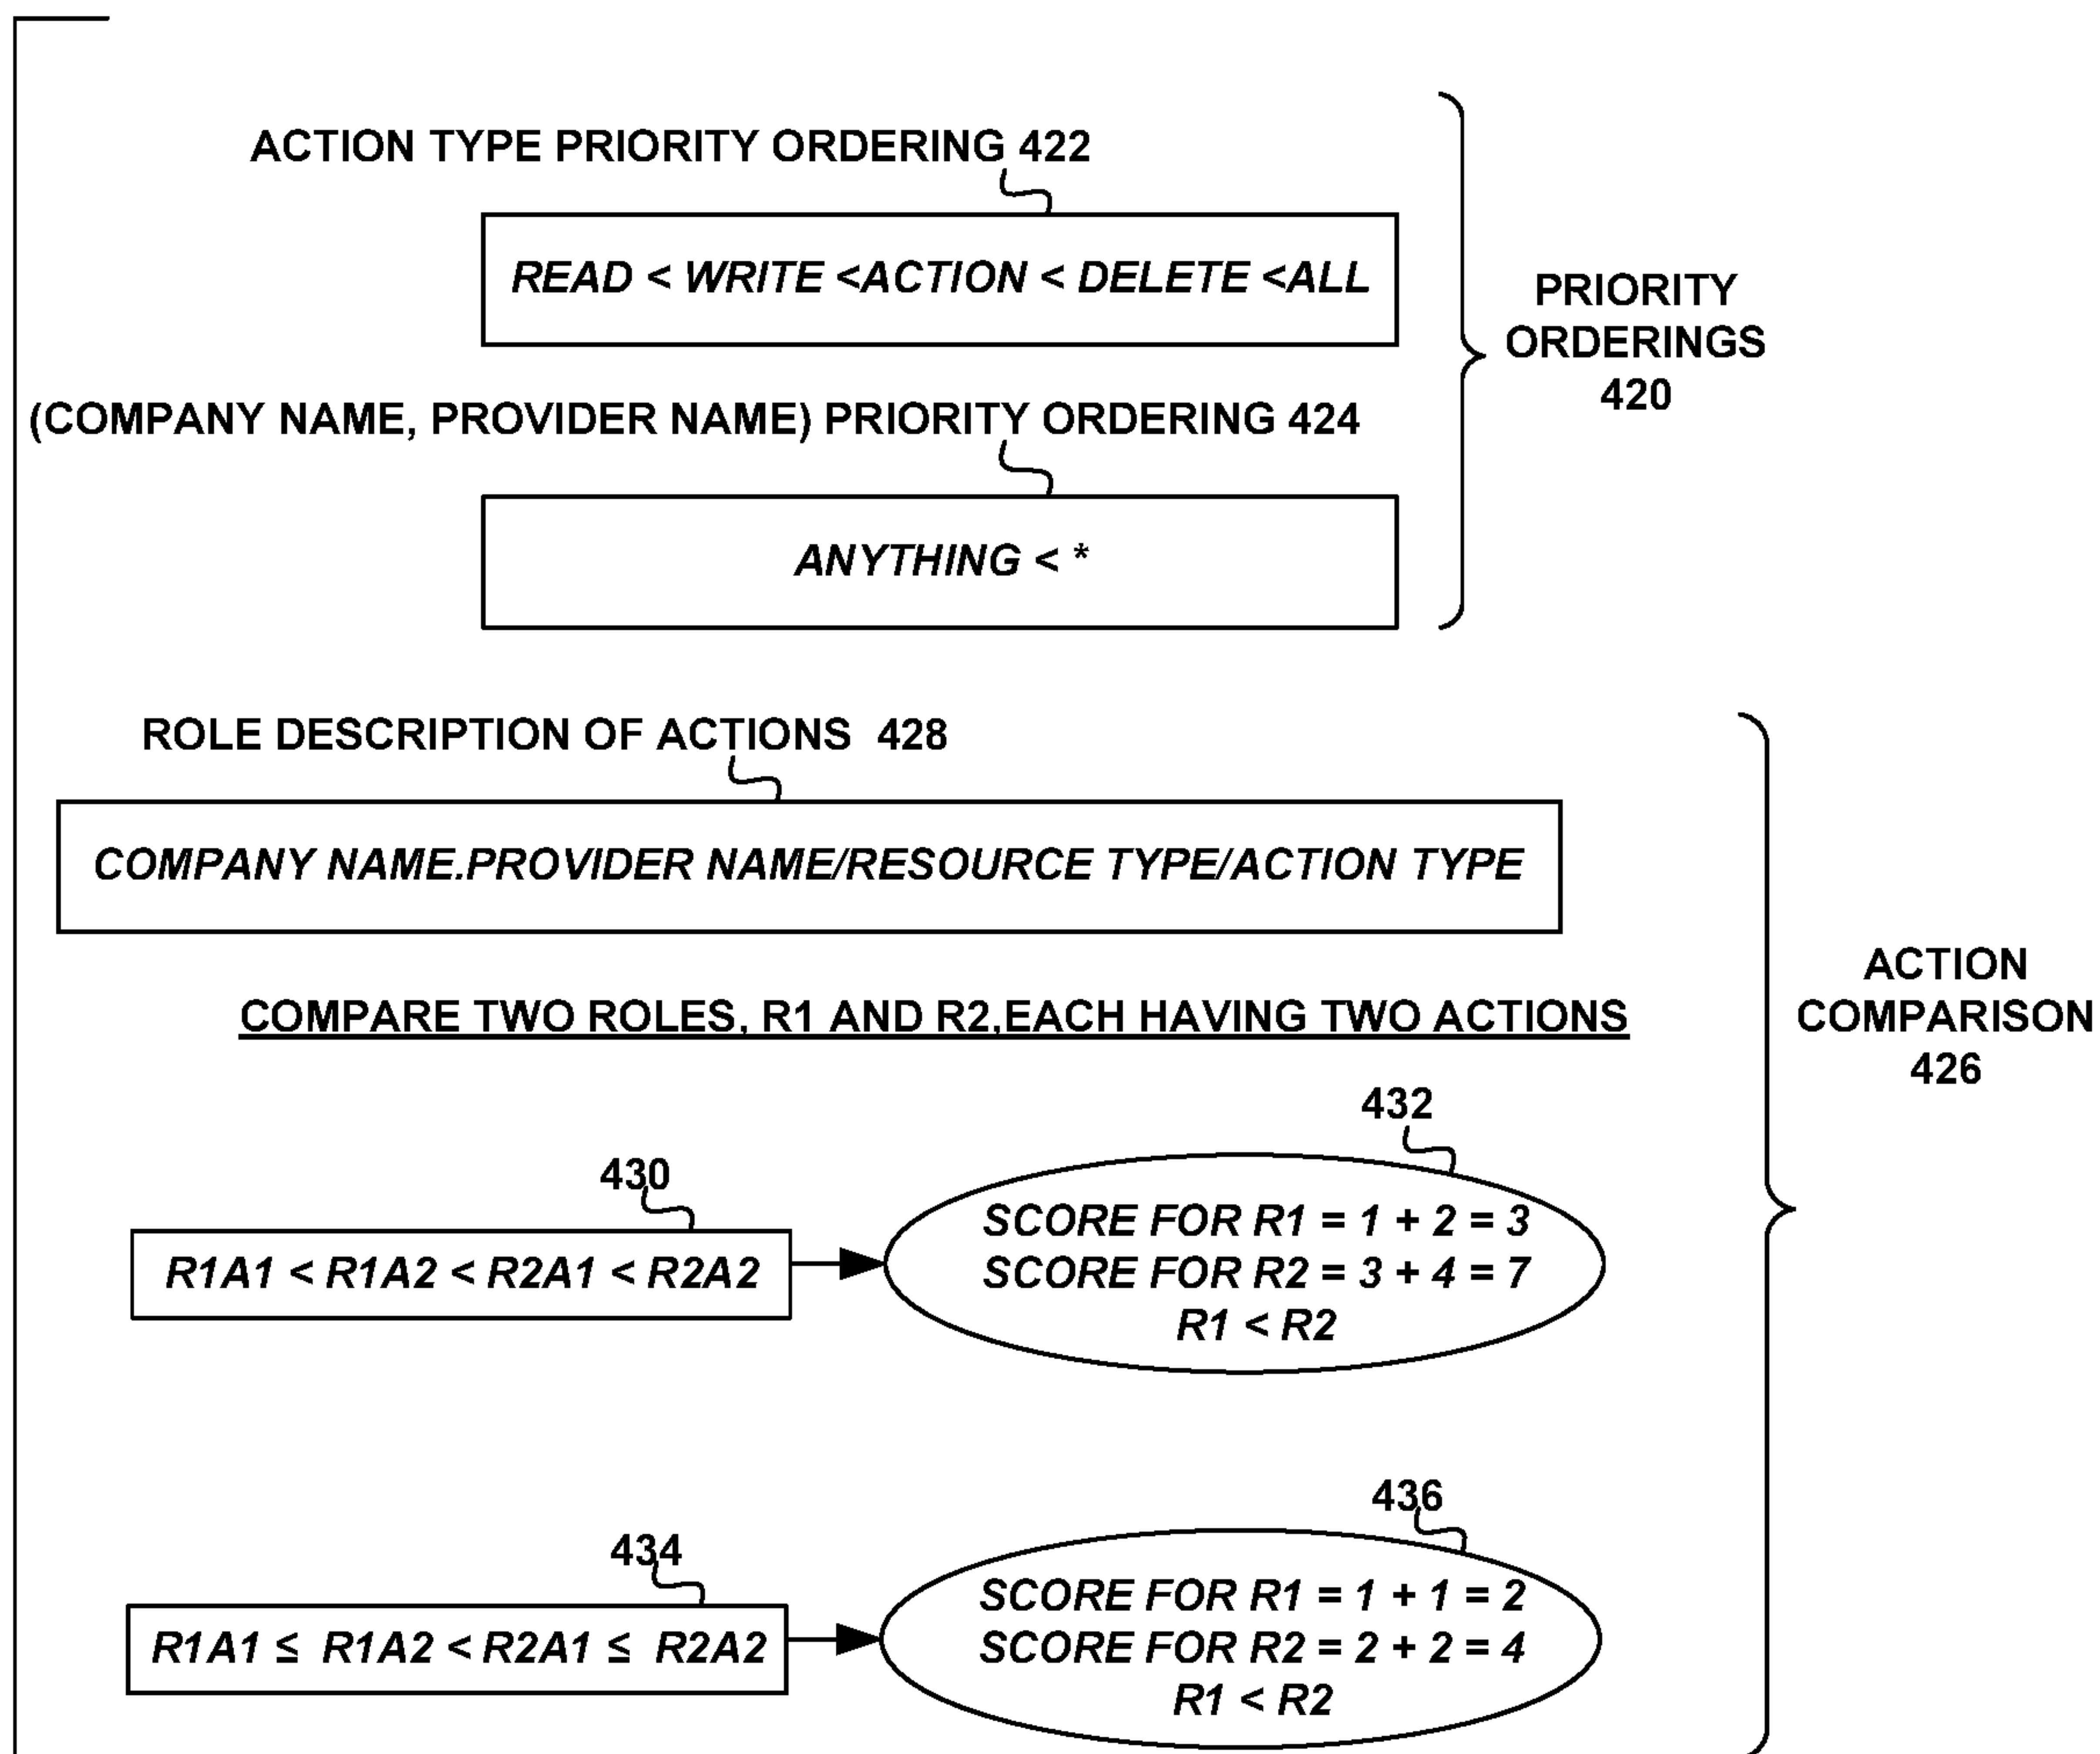 ACTION TYPE PRIORITY ORDERING 422
READ < WRITE <ACTION < DELETE <ALL
PRIORITY
ORDERINGS
420
(COMPANY NAME, PROVIDER NAME) PRIORITY ORDERING 424
ANYTHING < *
ROLE DESCRIPTION OF ACTIONS 428
COMPANY NAME.PROVIDER NAME/RESOURCE TYPE/ACTION TYPE
ACTION
COMPARISON
426
COMPARE TWO ROLES, R1 AND R2,EACH HAVING TWO ACTIONS
430
R1A1 < R1A2 < R2A1 < R2A2
432
SCORE FOR R1 = 1 + 2 = 3
SCORE FOR R2 = 3 + 4 = 7
R1 < R2
434
R1A1 ≤ R1A2 < R2A1 ≤ R2A2
436
SCORE FOR R1 = 1 + 1 = 2
SCORE FOR R2 = 2 + 2 = 4
R1 < R2